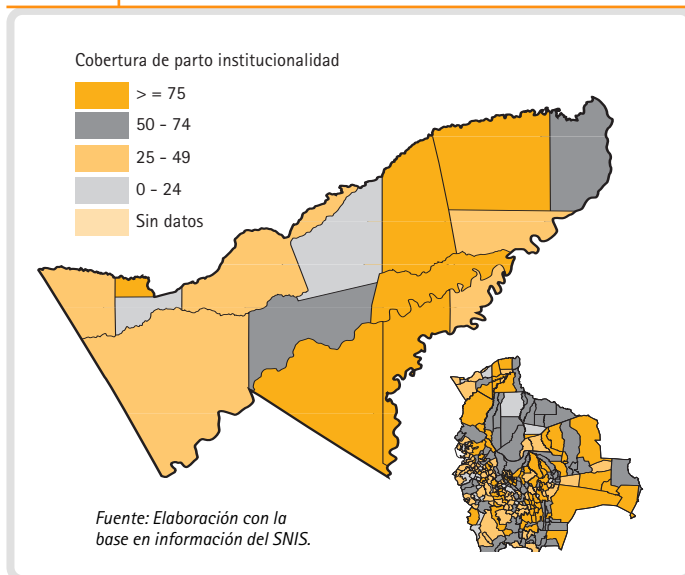 Cobertura de parto institucionalidad
> = 75
50 - 74
25 - 49
0 - 24
Sin datos
Fuente: Elaboración con la
base en información del SNIS.